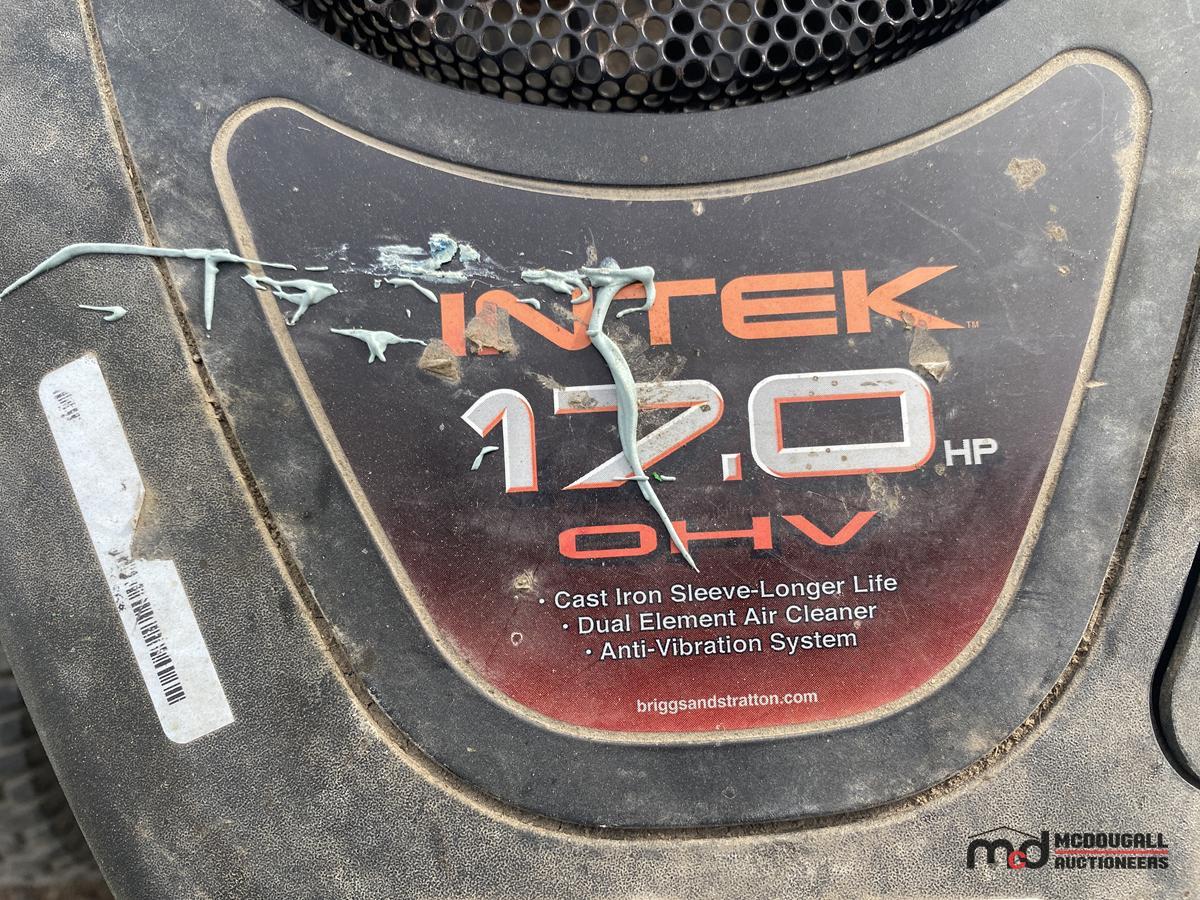 INTEK™
17.0 HP
OHV
• Cast Iron Sleeve-Longer Life
• Dual Element Air Cleaner
• Anti-Vibration System
briggsandstratton.com
mcd MCDOUGALL
AUCTIONEERS